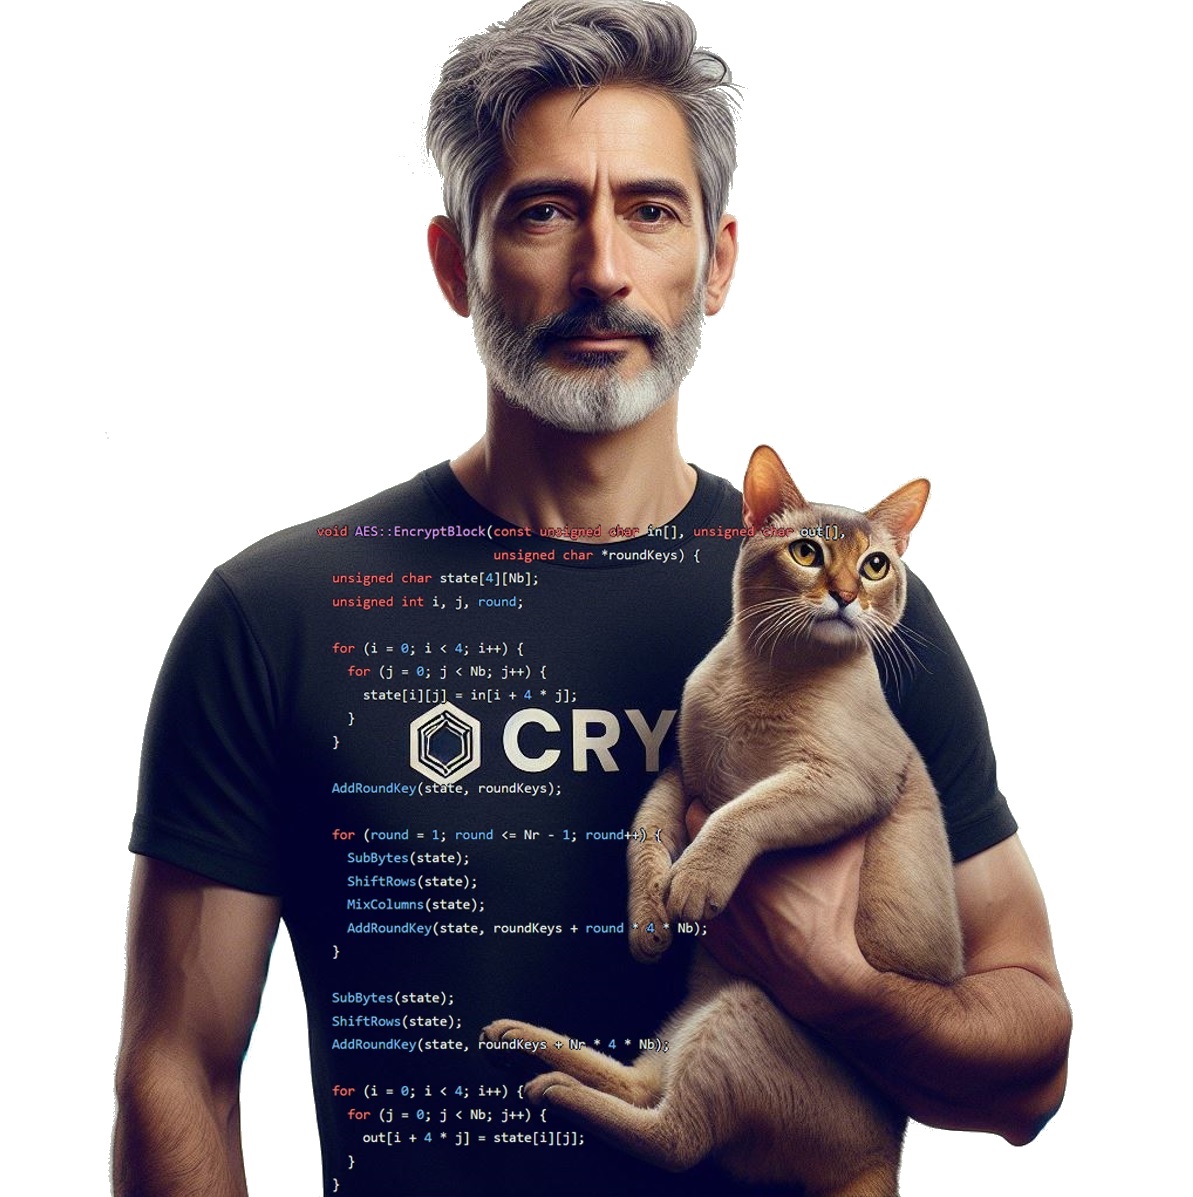 void AES::EncryptBlock(const unsigned char in[], unsigned char out[],
unsigned char *roundKeys) {
unsigned char state[4][Nb];
unsigned int i, j, round;
for (i = 0; i < 4; i++) {
for (j = 0; j < Nb; j++) {
state[i][j] = in[i + 4 * j];
}
}
CRY
AddRoundKey(state, roundKeys);
for (round = 1; round <= Nr - 1; round++) {
SubBytes(state);
ShiftRows(state);
MixColumns(state);
AddRoundKey(state, roundKeys + round * 4 * Nb);
}
SubBytes(state);
ShiftRows(state);
AddRoundKey(state, roundKeys + Nr * 4 * Nb);
for (i = 0; i < 4; i++) {
for (j = 0; j < Nb; j++) {
out[i + 4 * j] = state[i][j];
}
}